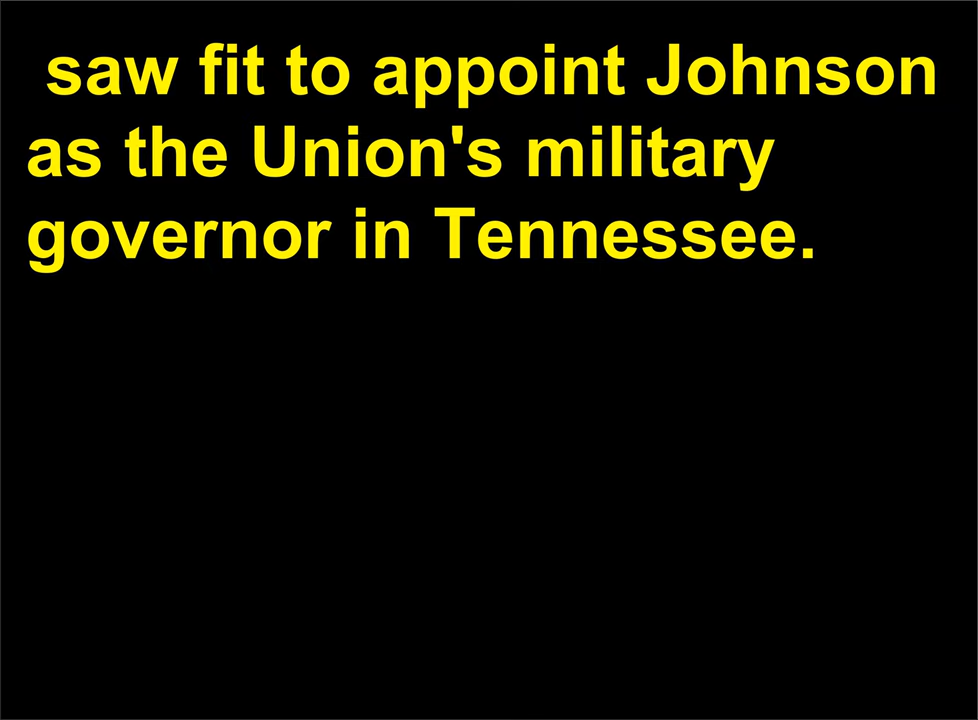 saw fit to appoint Johnson
as the Union's military
governor in Tennessee.